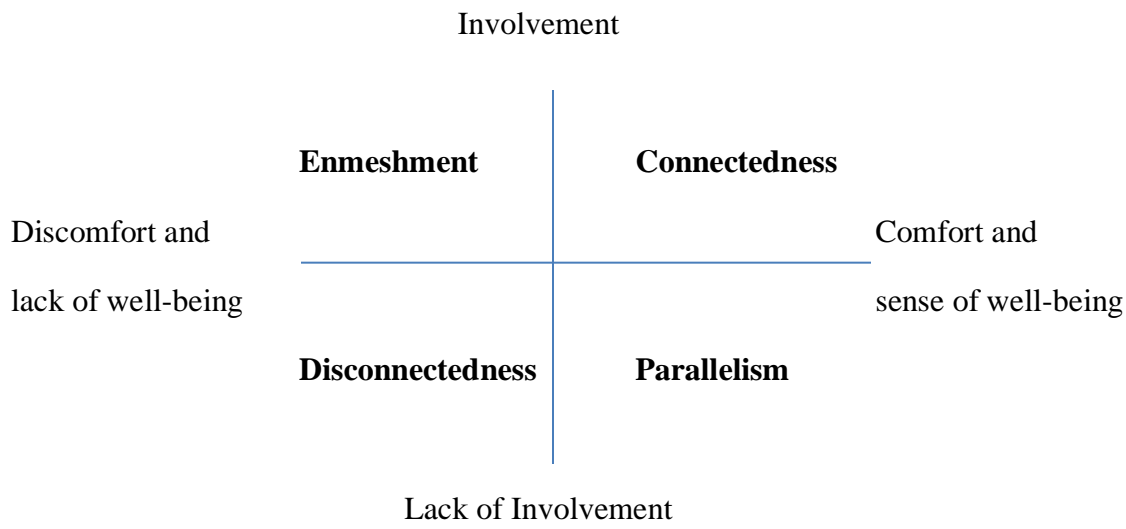 Involvement
Enmeshment
Connectedness
Discomfort and
lack of well-being
Comfort and
sense of well-being
Disconnectedness
Parallelism
Lack of Involvement